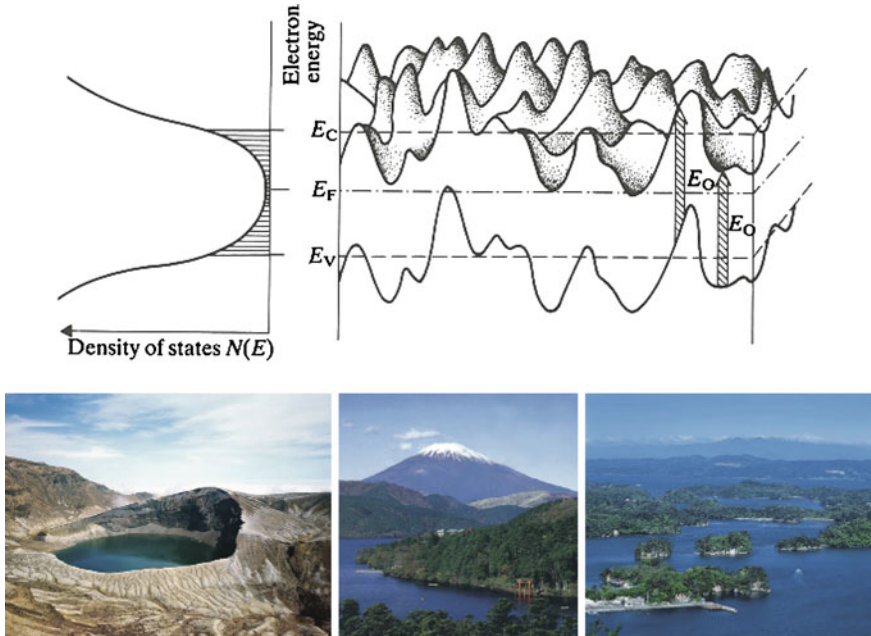 Electron
energy
E_C
E_F
E_V
E_O
E_O
Density of states N(E)